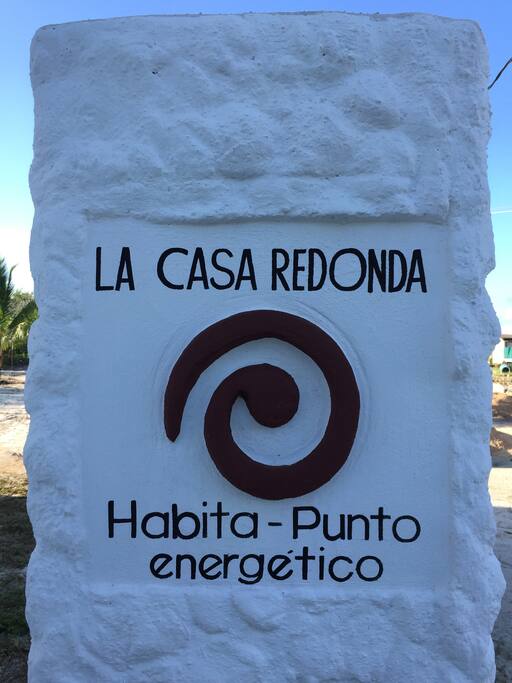 LA CASA REDONDA
Habita-Punto
energético